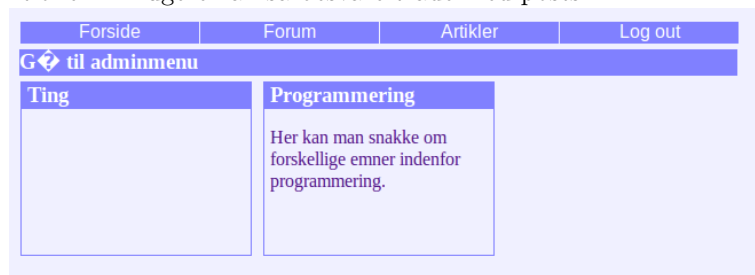 Forside Forum Artikler Log out
G� til adminmenu
Ting Programmering
Her kan man snakke om
forskellige emner indenfor
programmering.